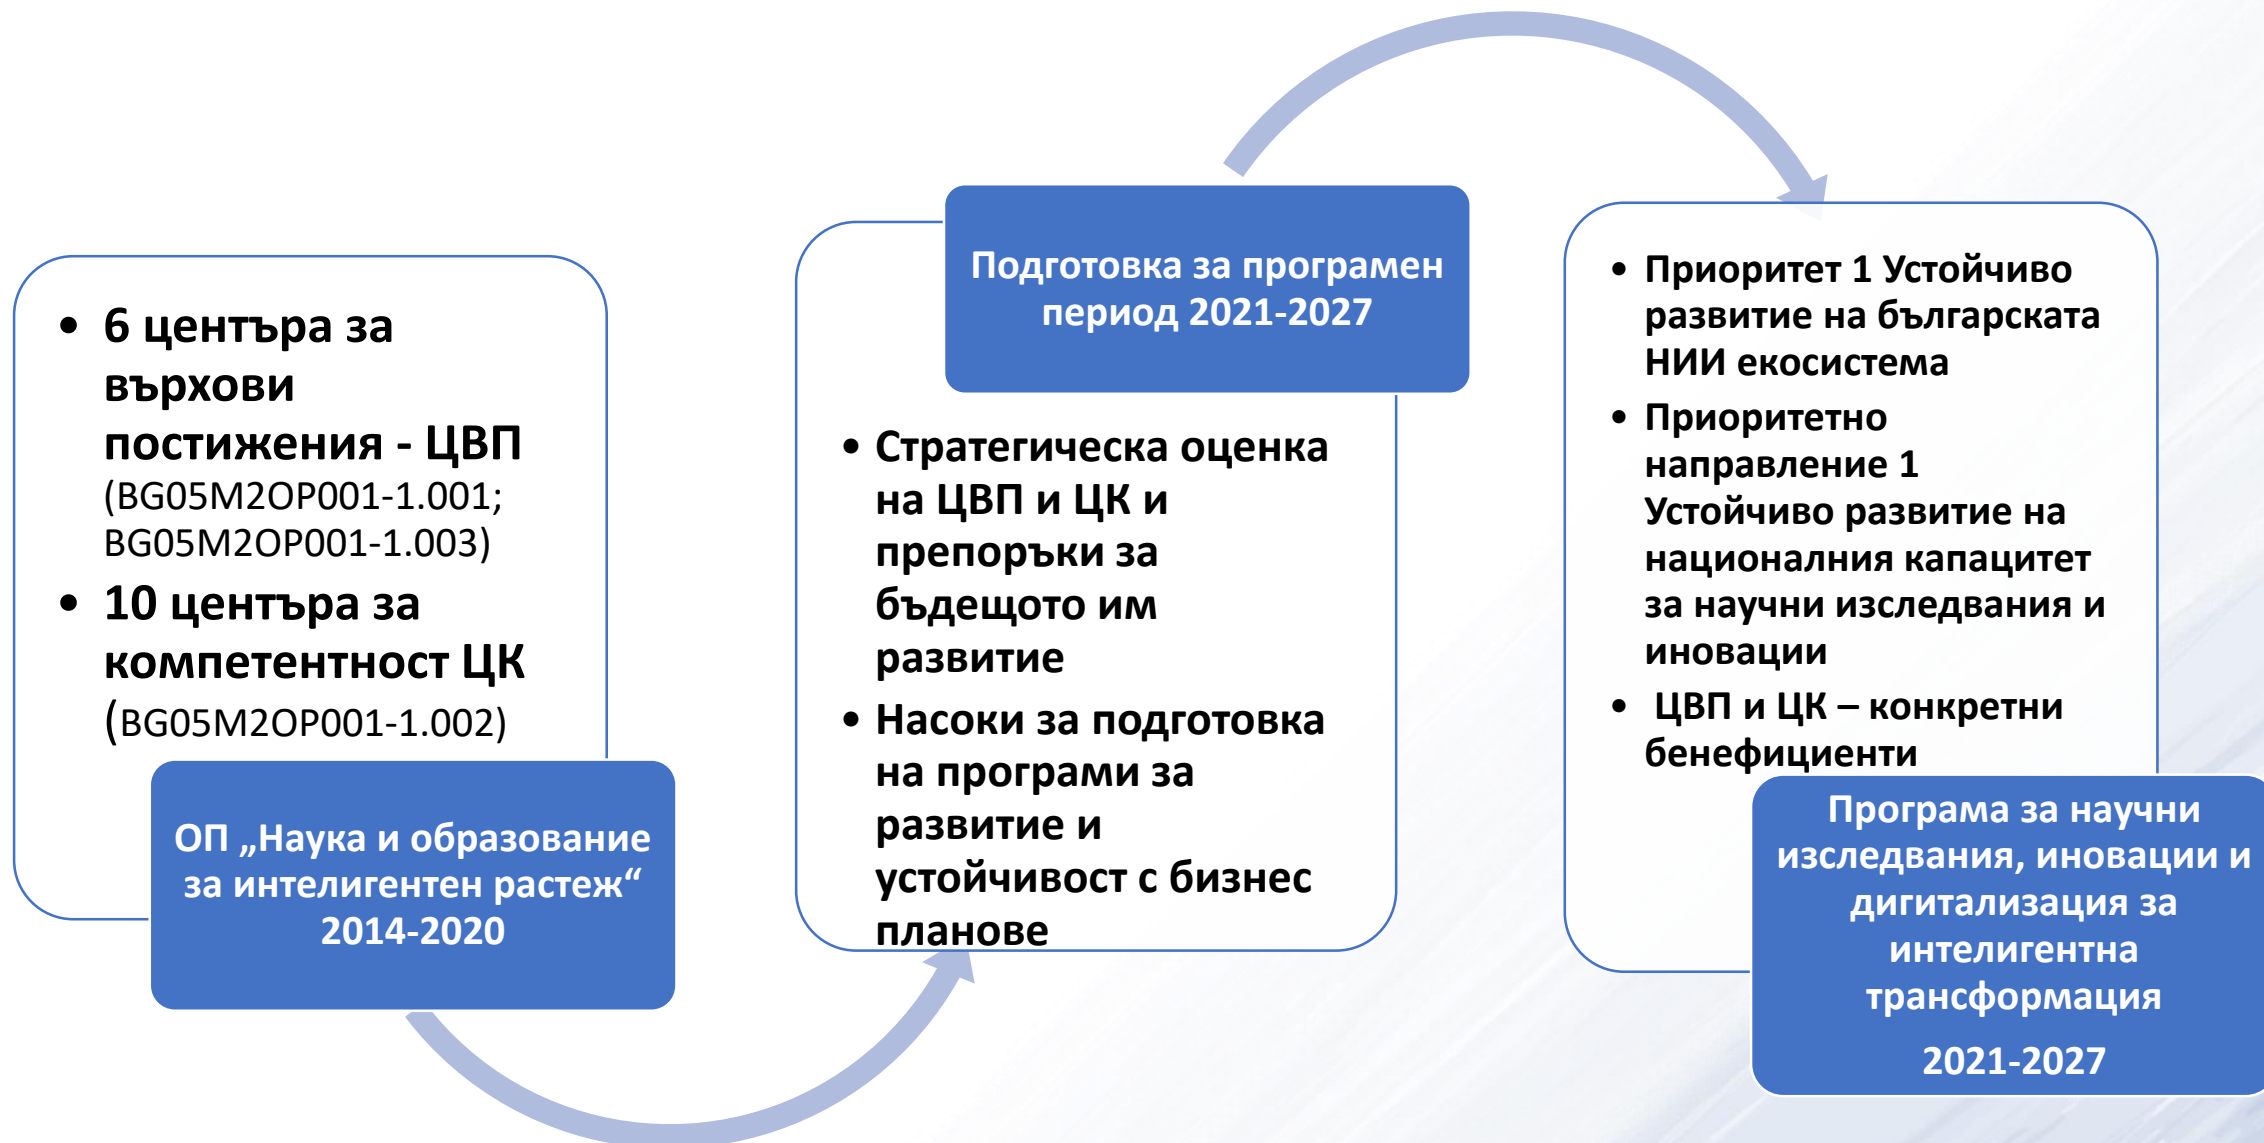 • 6 центъра за
върхови
постижения - ЦВП
(BG05M2OP001-1.001;
BG05M2OP001-1.003)
• 10 центъра за
компетентност ЦК
(BG05M2OP001-1.002)
ОП „Наука и образование
за интелигентен растеж“
2014-2020
Подготовка за програмен
период 2021-2027
• Стратегическа оценка
на ЦВП и ЦК и
препоръки за
бъдещото им
развитие
• Насоки за подготовка
на програми за
развитие и
устойчивост с бизнес
планове
• Приоритет 1 Устойчиво
развитие на българската
НИИ екосистема
• Приоритетно
направление 1
Устойчиво развитие на
националния капацитет
за научни изследвания и
иновации
• ЦВП и ЦК – конкретни
бенефициенти
Програма за научни
изследвания, иновации и
дигитализация за
интелигентна
трансформация
2021-2027